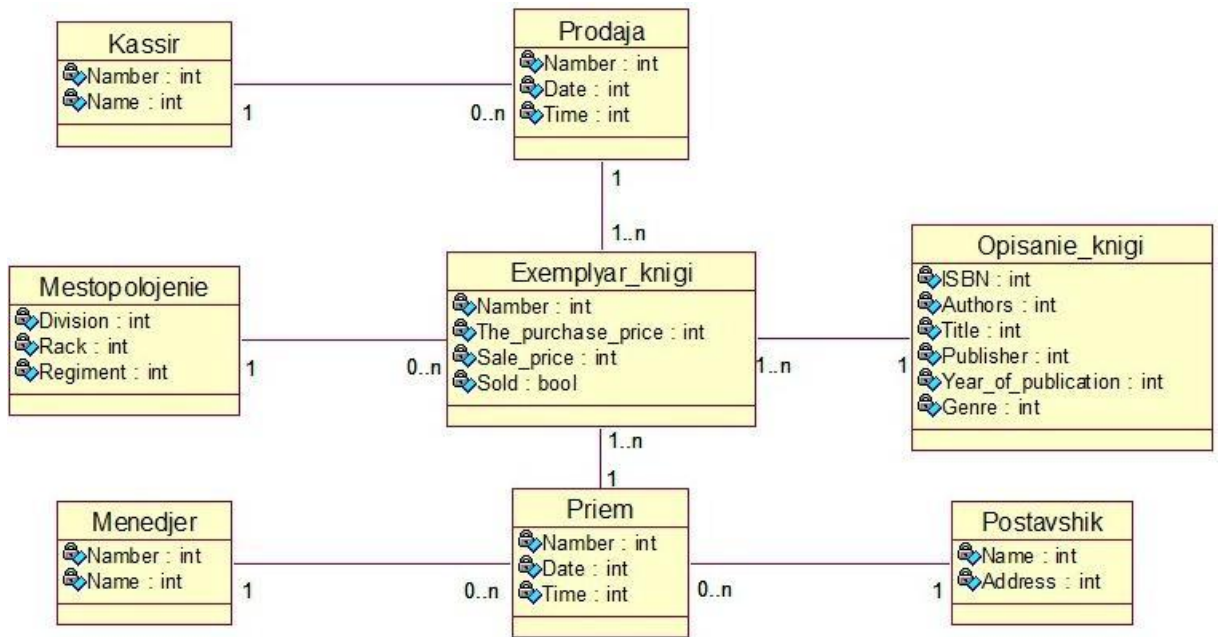 Kassir
Namber : int
Name : int
1
0..n
Prodaja
Namber : int
Date : int
Time : int
1
1..n
Mestopolojenie
Division : int
Rack : int
Regiment : int
1
0..n
Exemplyar_knigi
Namber : int
The_purchase_price : int
Sale_price : int
Sold : bool
1..n
1
Opisanie_knigi
ISBN : int
Authors : int
Title : int
Publisher : int
Year_of_publication : int
Genre : int
1..n
1
Menedjer
Namber : int
Name : int
1
0..n
Priem
Namber : int
Date : int
Time : int
0..n
1
Postavshik
Name : int
Address : int